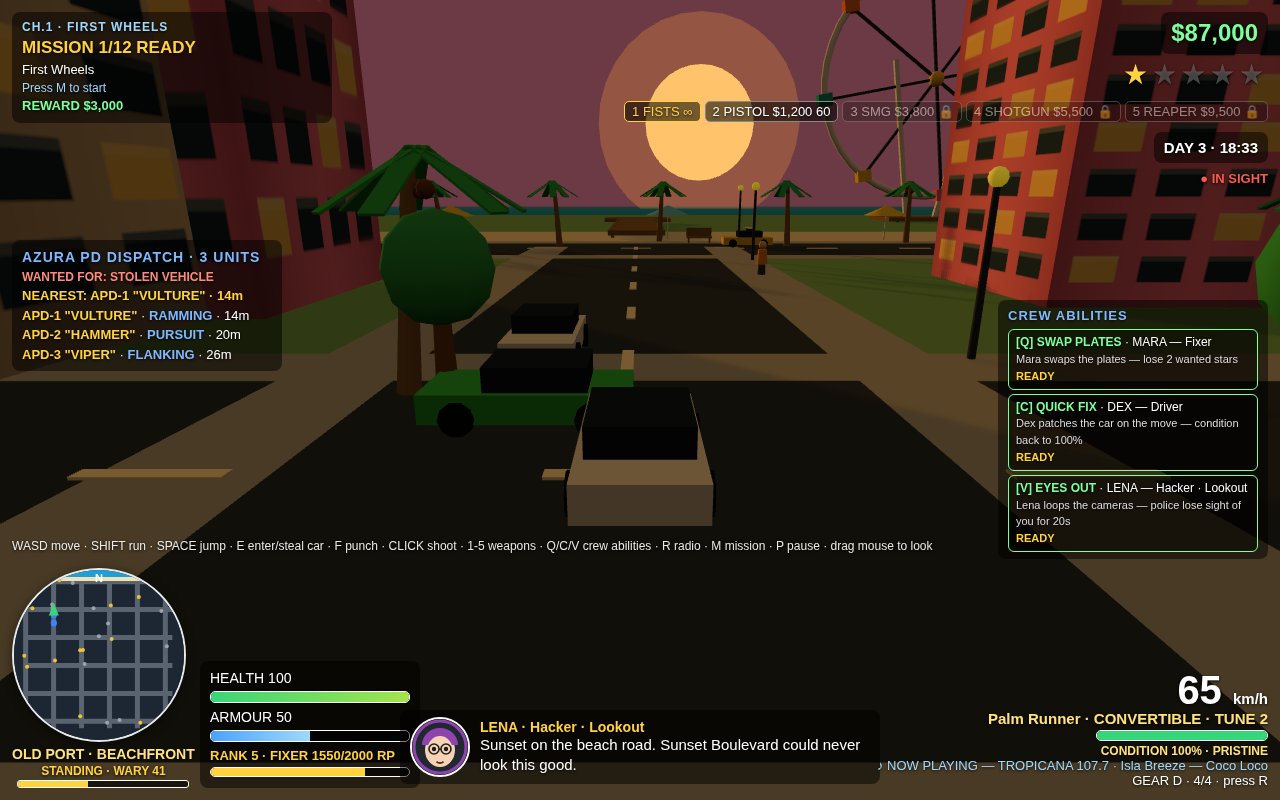 CH.1 · FIRST WHEELS
MISSION 1/12 READY
First Wheels
Press M to start
REWARD $3,000
$87,000
1 FISTS ∞
2 PISTOL $1,200 60
3 SMG $3,800 🔒
4 SHOTGUN $5,500 🔒
5 REAPER $9,500 🔒
DAY 3 · 18:33
● IN SIGHT
AZURA PD DISPATCH · 3 UNITS
WANTED FOR: STOLEN VEHICLE
NEAREST: APD-1 "VULTURE" · 14m
APD-1 "VULTURE" · RAMMING · 14m
APD-2 "HAMMER" · PURSUIT · 20m
APD-3 "VIPER" · FLANKING · 26m
CREW ABILITIES
[Q] SWAP PLATES · MARA — Fixer
Mara swaps the plates — lose 2 wanted stars
READY
[C] QUICK FIX · DEX — Driver
Dex patches the car on the move — condition
back to 100%
READY
[V] EYES OUT · LENA — Hacker · Lookout
Lena loops the cameras — police lose sight of
you for 20s
READY
WASD move · SHIFT run · SPACE jump · E enter/steal car · F punch · CLICK shoot · 1-5 weapons · Q/C/V crew abilities · R radio · M mission · P pause · drag mouse to look
N
OLD PORT · BEACHFRONT
STANDING · WARY 41
HEALTH 100
ARMOUR 50
RANK 5 · FIXER 1550/2000 RP
LENA · Hacker · Lookout
Sunset on the beach road. Sunset Boulevard could never
look this good.
65 km/h
Palm Runner · CONVERTIBLE · TUNE 2
CONDITION 100% · PRISTINE
♪ NOW PLAYING — TROPICANA 107.7 · Isla Breeze — Coco Loco
GEAR D · 4/4 · press R